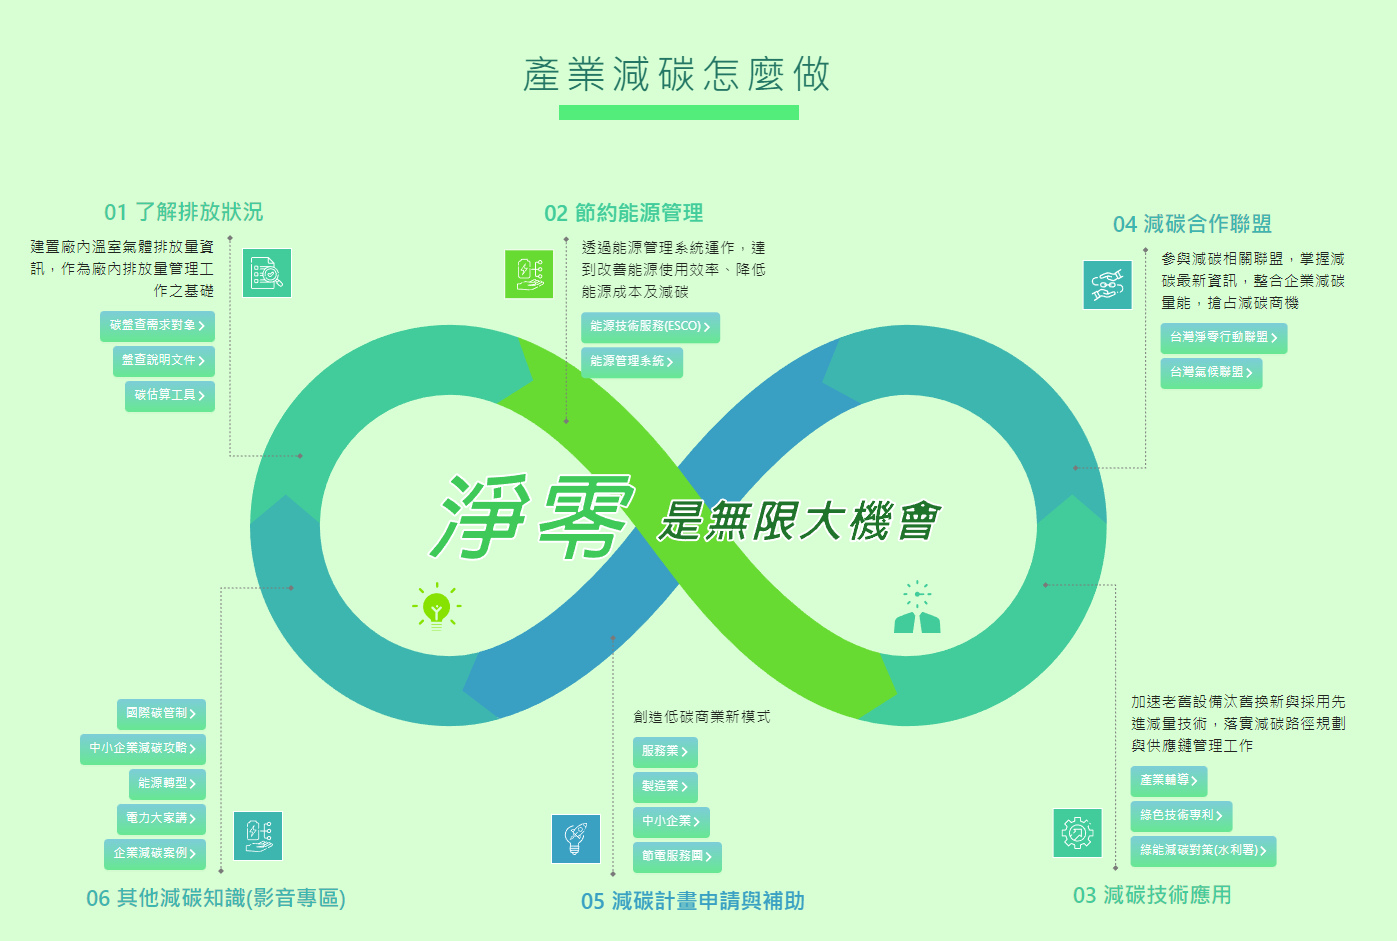 產業減碳怎麼做
01 了解排放狀況
建置廠內溫室氣體排放量資
訊，作為廠內排放量管理工
作之基礎
碳盤查需求對象
盤查說明文件
碳估算工具
02 節約能源管理
透過能源管理系統運作，達
到改善能源使用效率、降低
能源成本及減碳
能源技術服務(ESCO)
能源管理系統
04 減碳合作聯盟
參與減碳相關聯盟，掌握減
碳最新資訊，整合企業減碳
量能，搶占減碳商機
台灣淨零行動聯盟
台灣氣候聯盟
淨零 是無限大機會
國際碳管制
中小企業減碳攻略
能源轉型
電力大家講
企業減碳案例
06 其他減碳知識(影音專區)
創造低碳商業新模式
服務業
製造業
中小企業
節電服務團
05 減碳計畫申請與補助
加速老舊設備汰舊換新與採用先
進減量技術，落實減碳路徑規劃
與供應鏈管理工作
產業輔導
綠色技術專利
綠能減碳對策(水利署)
03 減碳技術應用